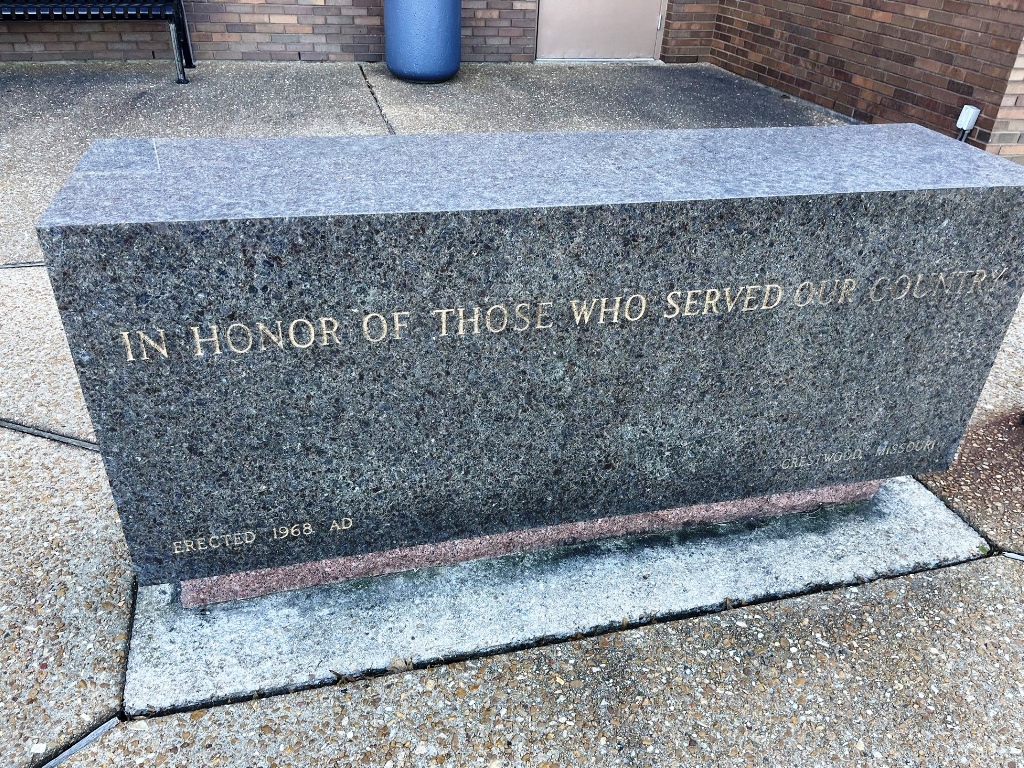 IN HONOR OF THOSE WHO SERVED OUR COUNTRY
CRESTWOOD, MISSOURI
ERECTED 1968 AD